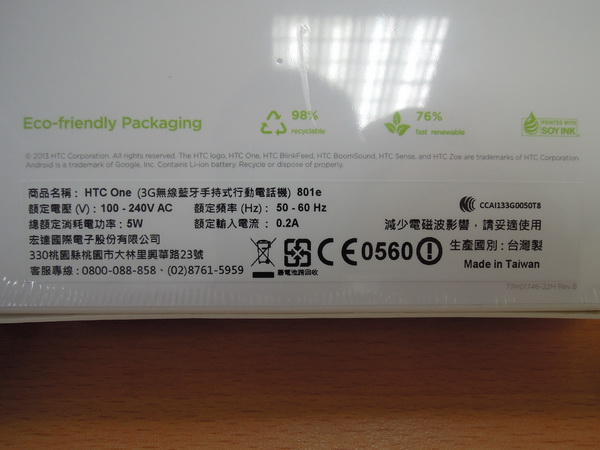 Eco-friendly Packaging
98%
recyclable
76%
fast renewable
PRINTED WITH
SOY INK
© 2013 HTC Corporation. All rights reserved. The HTC logo, HTC One, HTC BlinkFeed, HTC BoomSound, HTC Sense, and HTC Zoe are trademarks of HTC Corporation.
Android is a trademark of Google, Inc. Contains Li-ion battery. Recycle or dispose of properly.
商品名稱: HTC One (3G無線藍牙手持式行動電話機) 801e
額定電壓 (V): 100 - 240V AC 額定頻率 (Hz): 50 - 60 Hz
總額定消耗電功率: 5W 額定輸入電流: 0.2A
宏達國際電子股份有限公司
330桃園縣桃園市大林里興華路23號
客服專線: 0800-088-858、(02)8761-5959
廢電池請回收
CE0560
CCAI133G0050T8
減少電磁波影響,請妥適使用
生產國別: 台灣製
Made in Taiwan